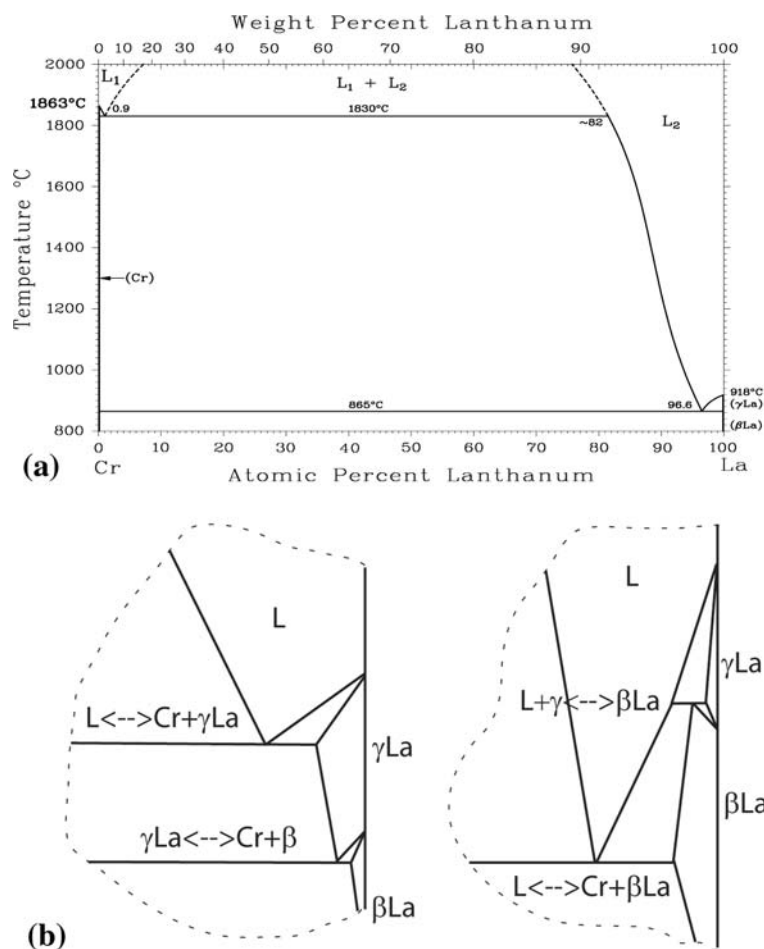 Weight Percent Lanthanum
0 10 20 30 40 50 60 70 80 90 100
2000
L₁
L₁ + L₂
1863°C
0.9
1830°C
1800
~82
L₂
1600
1400
(Cr)
1200
1000
918°C
865°C
96.6
(γLa)
800
(βLa)
0 10 20 30 40 50 60 70 80 90 100
Temperature °C
(a)
Cr
Atomic Percent Lanthanum
La
L
L<-->Cr+γLa
γLa
γLa<-->Cr+β
βLa
L
γLa
L+γ<-->βLa
βLa
L<-->Cr+βLa
(b)